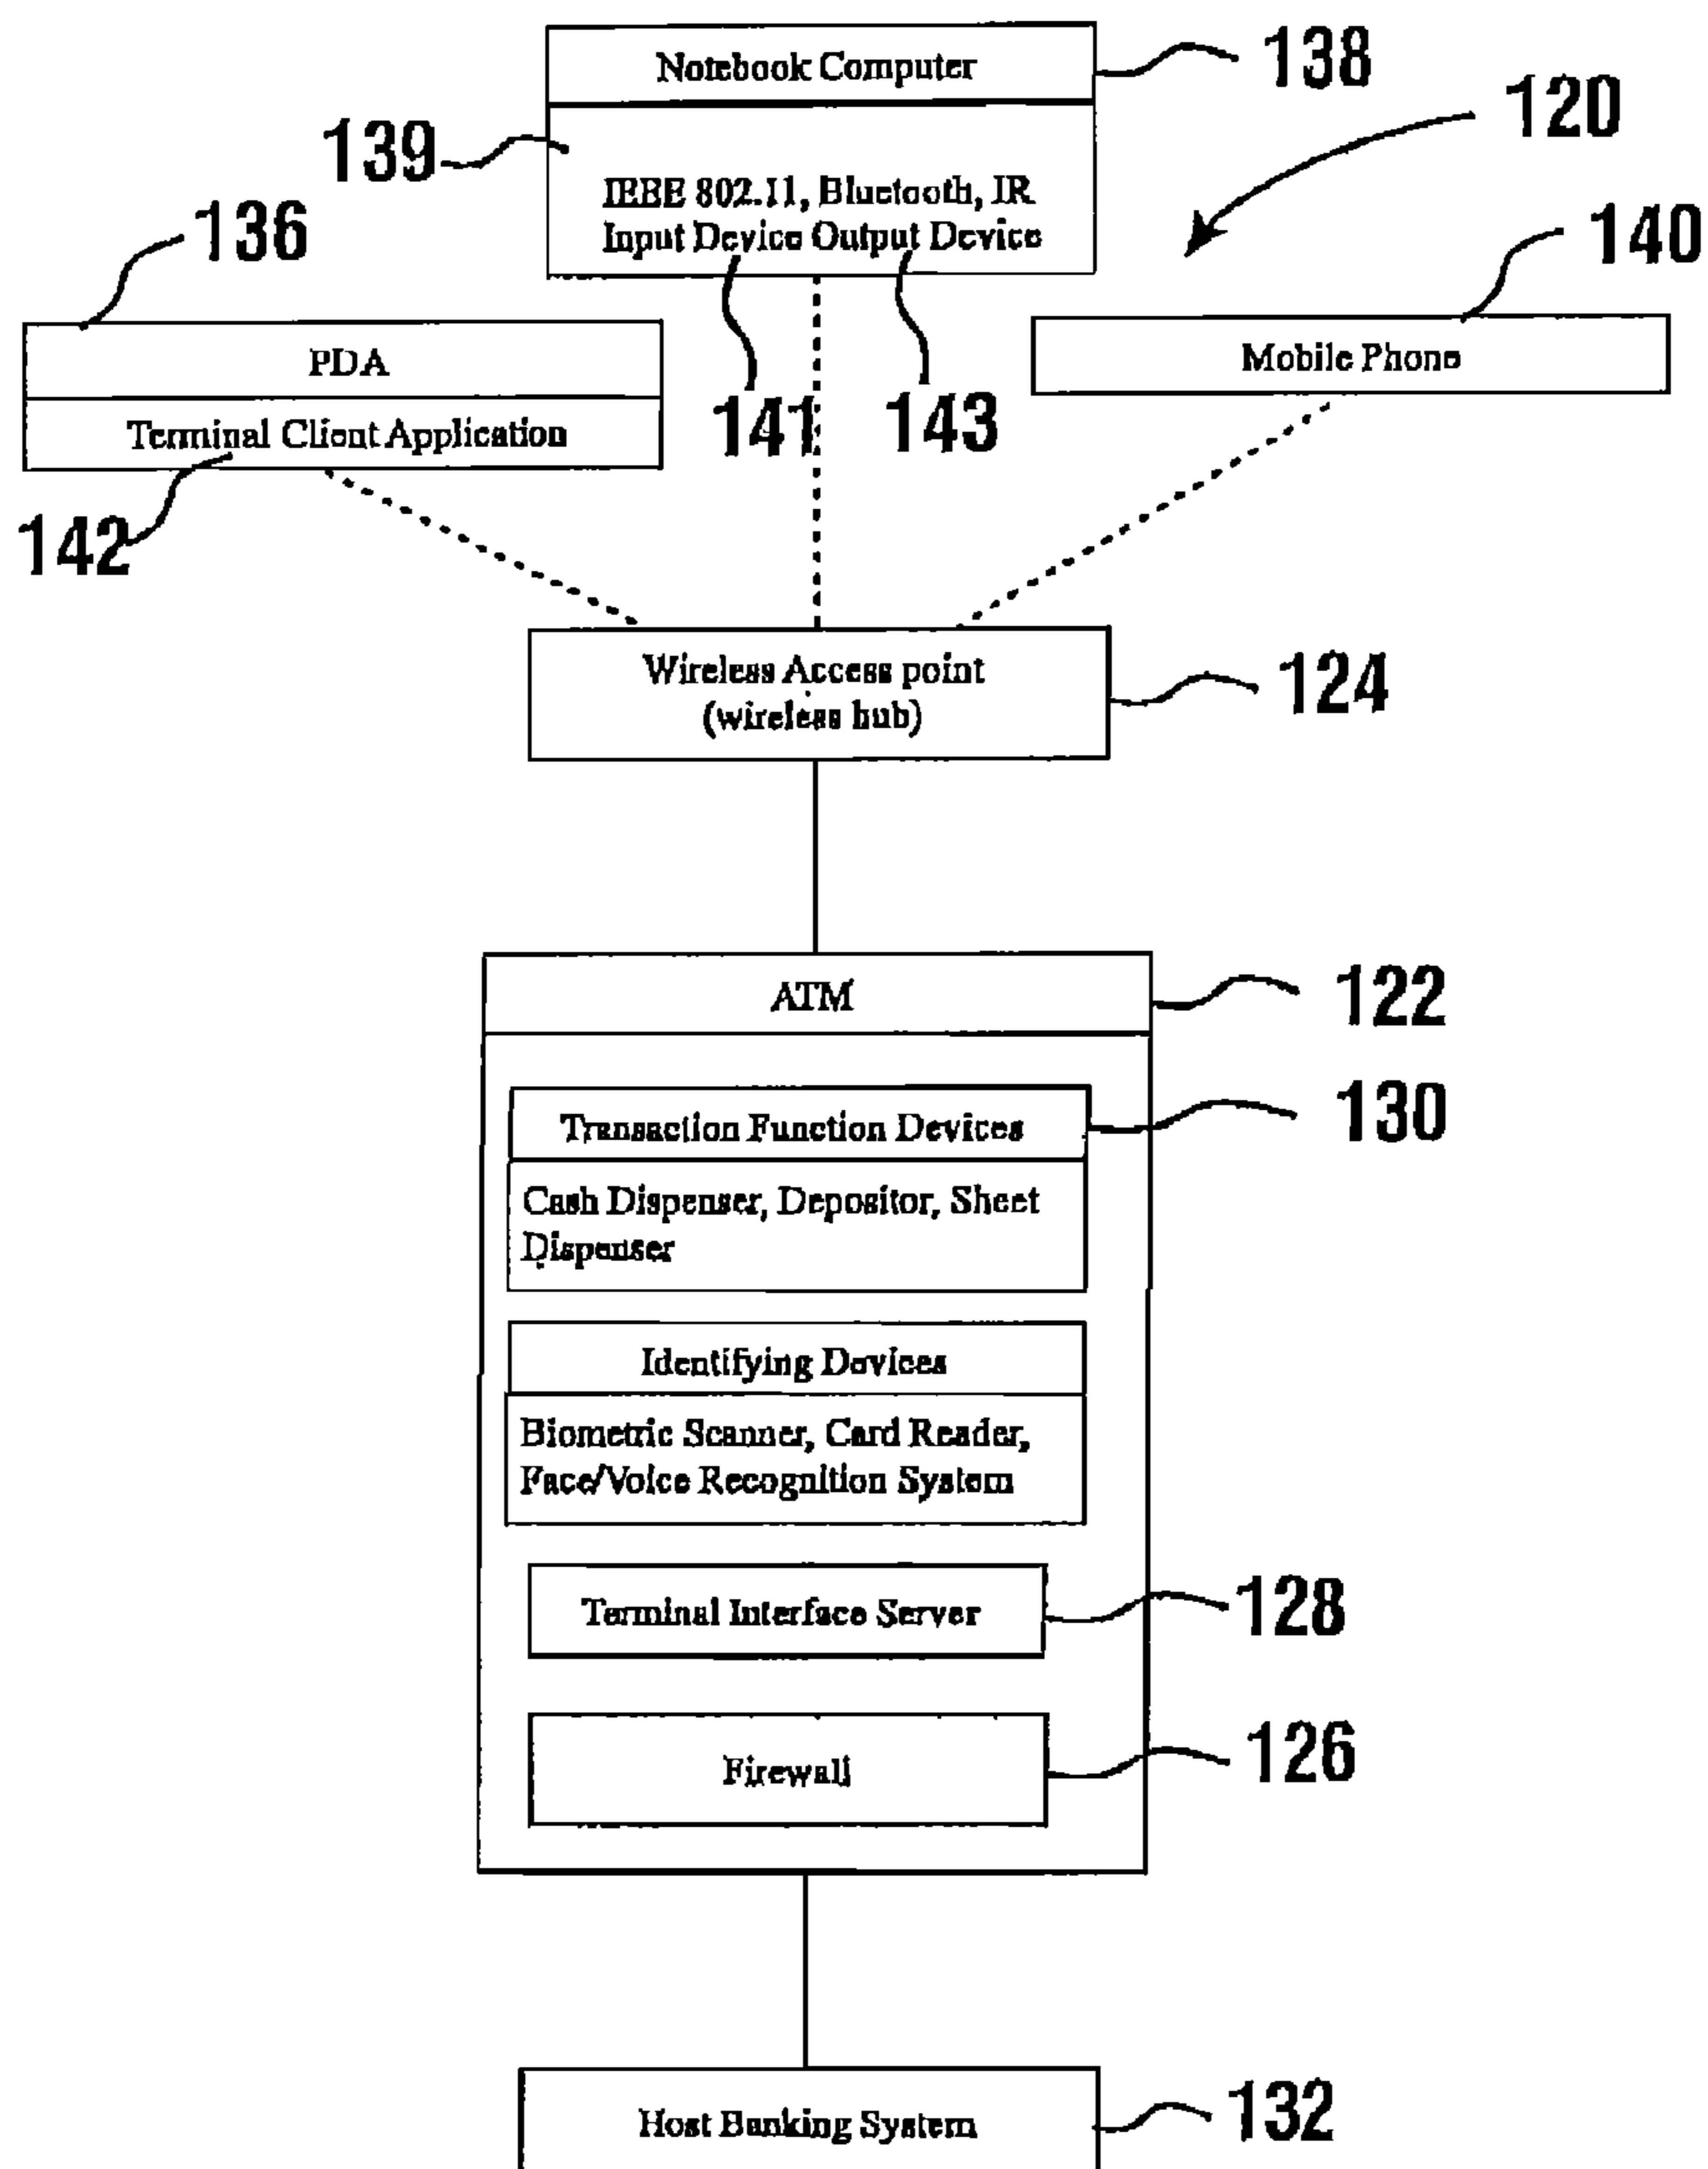 Notebook Computer
138
120
139
IEEE 802.11, Bluetooth, IR
Input Device Output Device
136
140
PDA
Mobile Phone
141
143
Terminal Client Application
142
Wireless Access point
(wireless hub)
124
ATM
122
Transaction Function Devices
130
Cash Dispenser, Depositor, Sheet
Dispenser
Identifying Devices
Biometric Scanner, Card Reader,
Face/Voice Recognition System
Terminal Interface Server
128
Firewall
126
Host Banking System
132